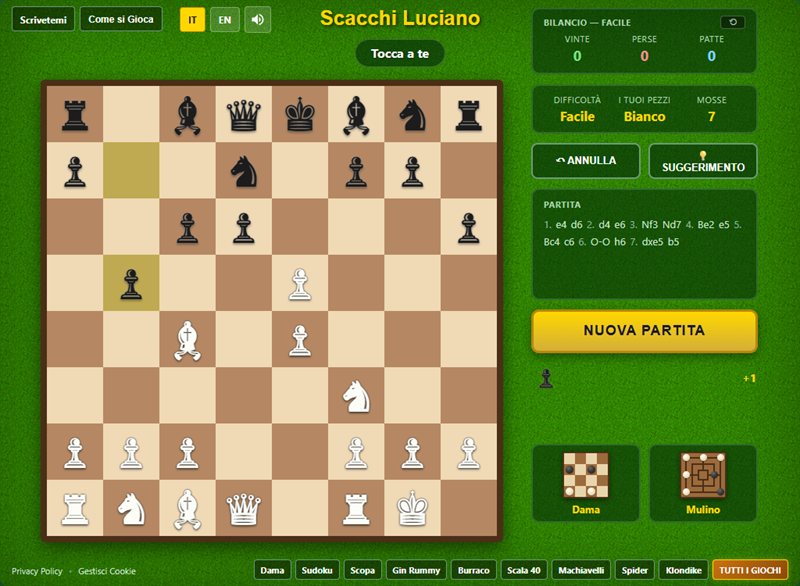 Scrivetemi
Come si Gioca
IT
EN
Scacchi Luciano
Tocca a te
BILANCIO — FACILE
VINTE PERSE PATTE
0 0 0
DIFFICOLTÀ I TUOI PEZZI MOSSE
Facile Bianco 7
↶ ANNULLA
SUGGERIMENTO
PARTITA
1. e4 d6 2. d4 e6 3. Nf3 Nd7 4. Be2 e5 5.
Bc4 c6 6. O-O h6 7. dxe5 b5
NUOVA PARTITA
+1
Dama
Mulino
Privacy Policy · Gestisci Cookie
Dama Sudoku Scopa Gin Rummy Burraco Scala 40 Machiavelli Spider Klondike TUTTI I GIOCHI